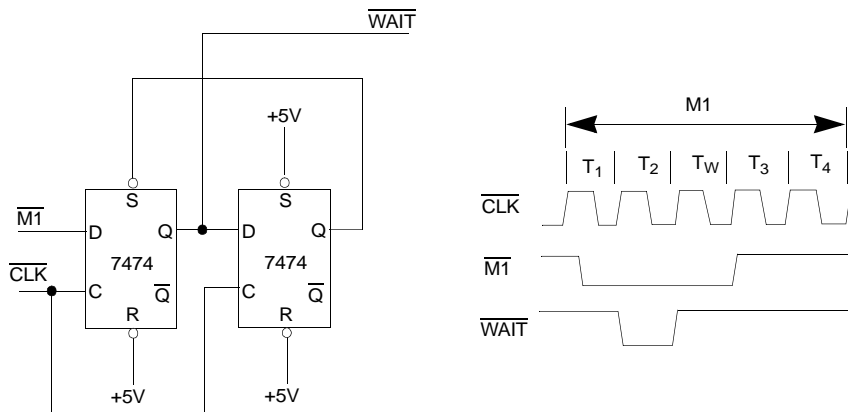 WAIT
+5V
S
S
M1
D
Q
D
Q
7474
7474
CLK
C
Q
C
Q
R
R
+5V
+5V
M1
T1
T2
TW
T3
T4
CLK
M1
WAIT